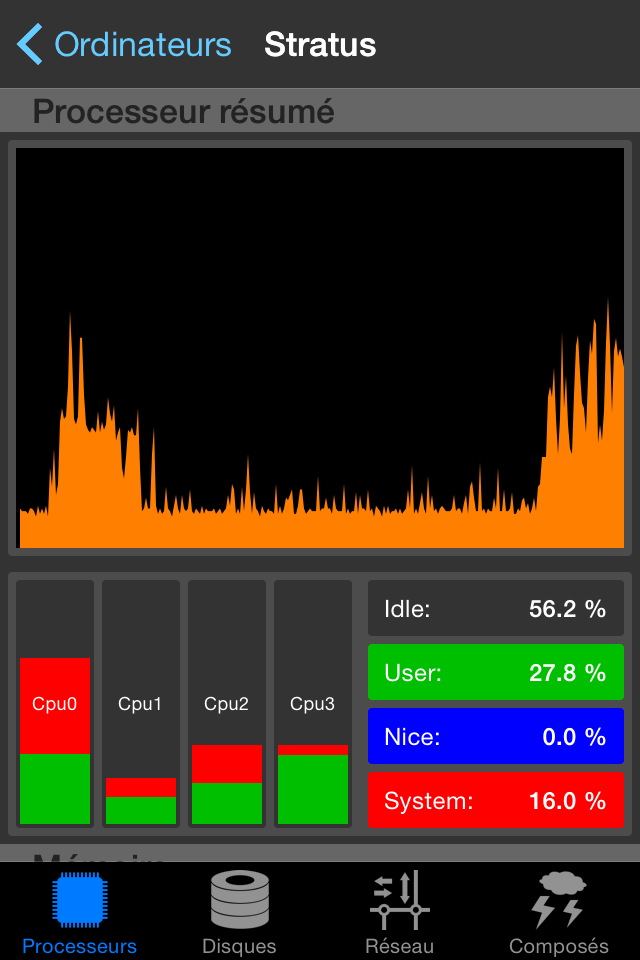 Ordinateurs Stratus
Processeur résumé
Cpu0 Cpu1 Cpu2 Cpu3
Idle: 56.2 %
User: 27.8 %
Nice: 0.0 %
System: 16.0 %
Mémoire
Processeurs Disques Réseau Composés